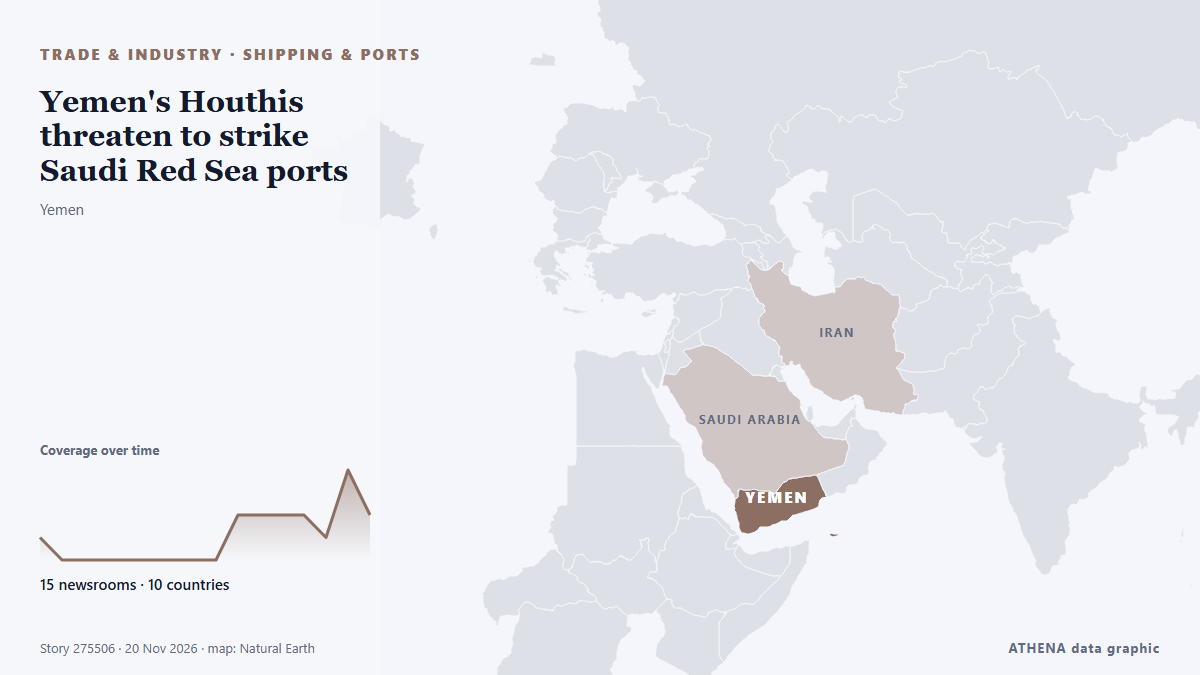 TRADE & INDUSTRY · SHIPPING & PORTS
Yemen's Houthis
threaten to strike
Saudi Red Sea ports
Yemen
IRAN
SAUDI ARABIA
YEMEN
Coverage over time
15 newsrooms · 10 countries
Story 275506 · 20 Nov 2026 · map: Natural Earth
ATHENA data graphic